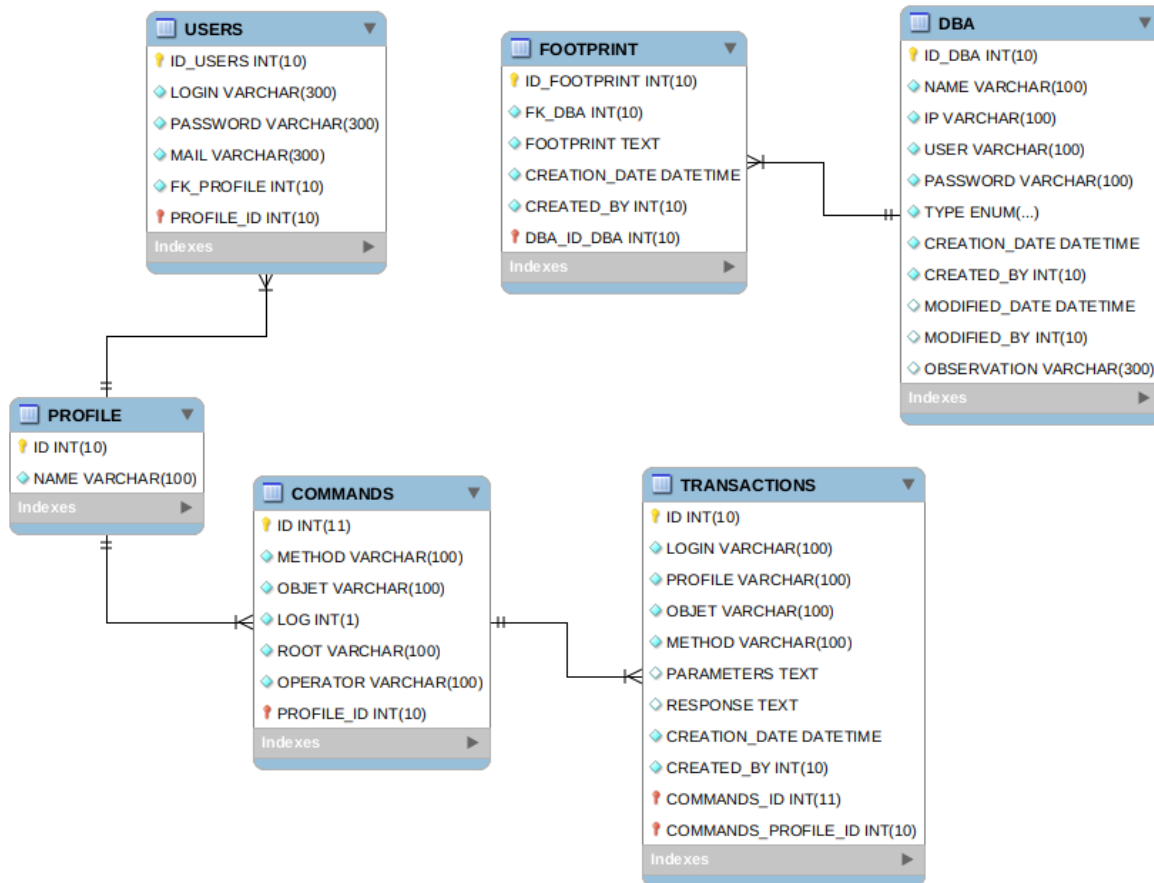 USERS
ID_USERS INT(10)
LOGIN VARCHAR(300)
PASSWORD VARCHAR(300)
MAIL VARCHAR(300)
FK_PROFILE INT(10)
PROFILE_ID INT(10)
Indexes
FOOTPRINT
ID_FOOTPRINT INT(10)
FK_DBA INT(10)
FOOTPRINT TEXT
CREATION_DATE DATETIME
CREATED_BY INT(10)
DBA_ID_DBA INT(10)
Indexes
DBA
ID_DBA INT(10)
NAME VARCHAR(100)
IP VARCHAR(100)
USER VARCHAR(100)
PASSWORD VARCHAR(100)
TYPE ENUM(...)
CREATION_DATE DATETIME
CREATED_BY INT(10)
MODIFIED_DATE DATETIME
MODIFIED_BY INT(10)
OBSERVATION VARCHAR(300)
Indexes
PROFILE
ID INT(10)
NAME VARCHAR(100)
Indexes
COMMANDS
ID INT(11)
METHOD VARCHAR(100)
OBJET VARCHAR(100)
LOG INT(1)
ROOT VARCHAR(100)
OPERATOR VARCHAR(100)
PROFILE_ID INT(10)
Indexes
TRANSACTIONS
ID INT(10)
LOGIN VARCHAR(100)
PROFILE VARCHAR(100)
OBJET VARCHAR(100)
METHOD VARCHAR(100)
PARAMETERS TEXT
RESPONSE TEXT
CREATION_DATE DATETIME
CREATED_BY INT(10)
COMMANDS_ID INT(11)
COMMANDS_PROFILE_ID INT(10)
Indexes